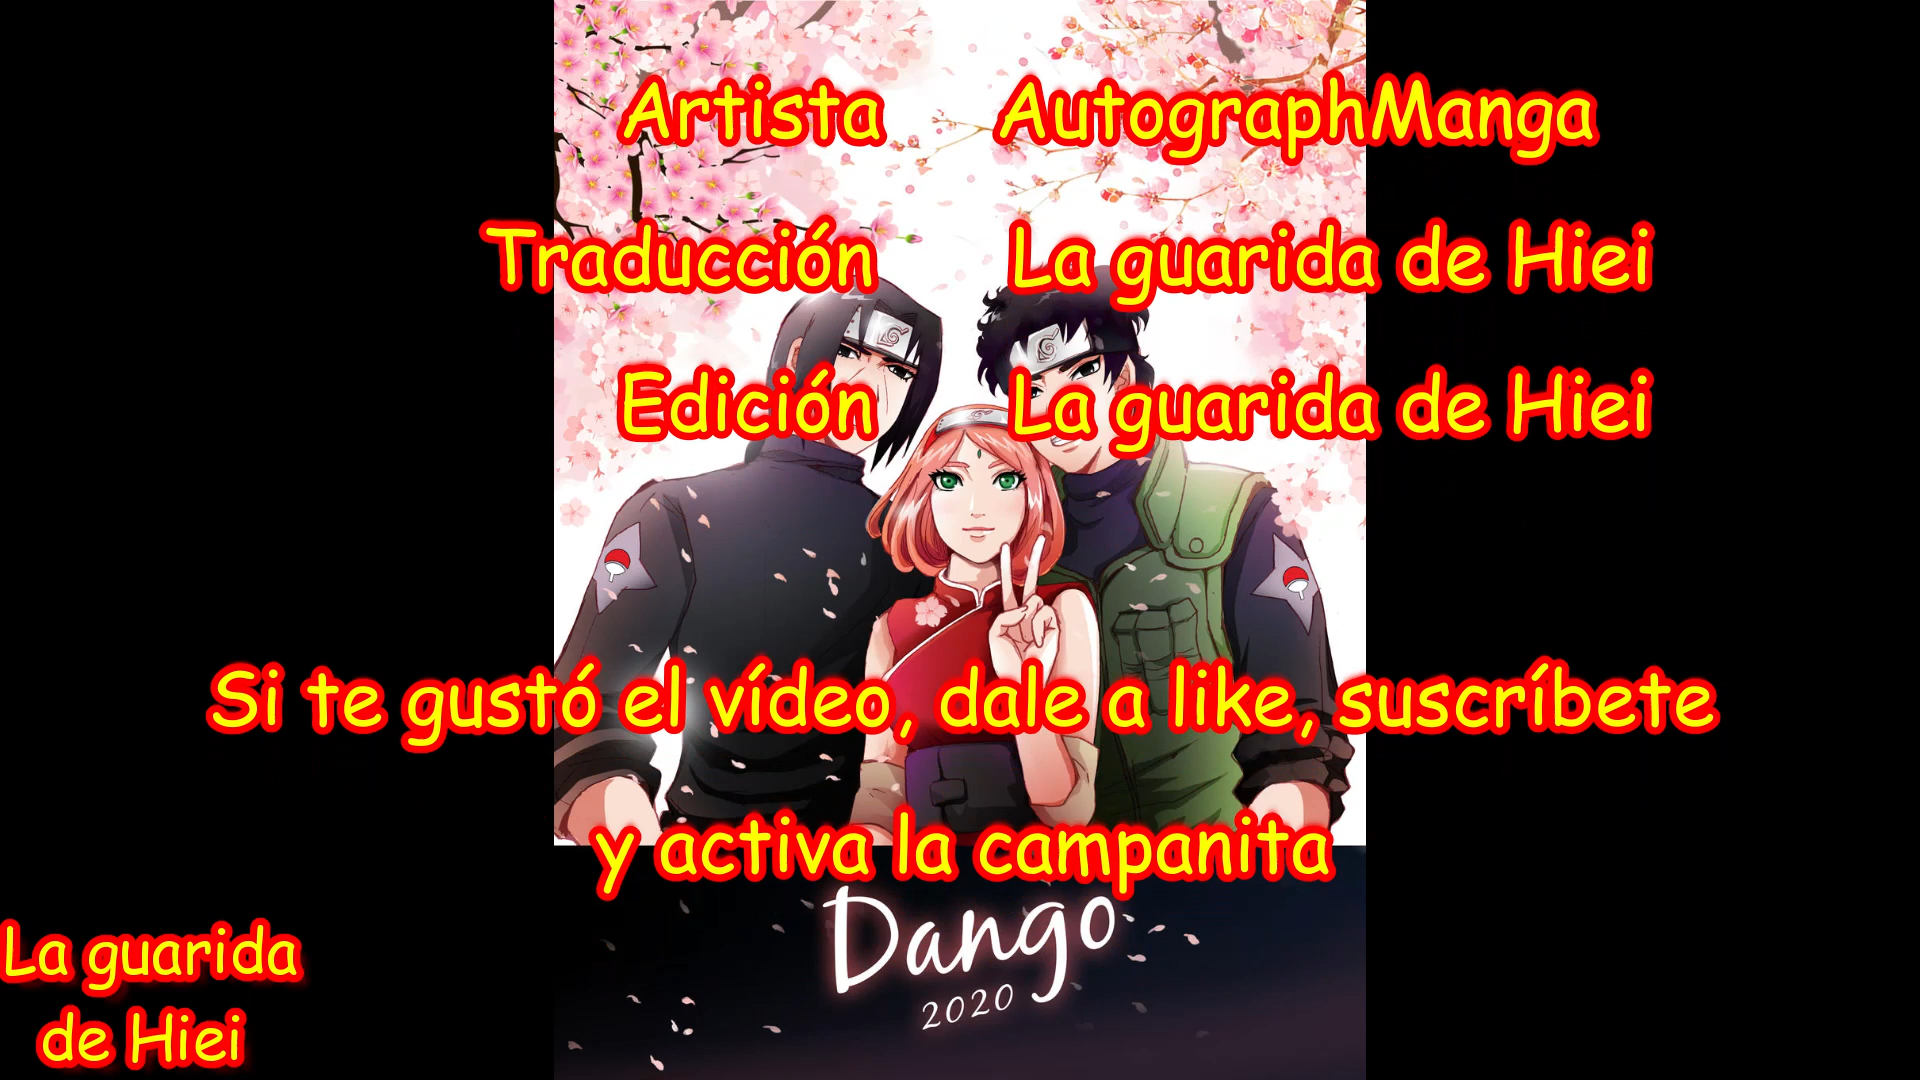 Artista AutographManga
Traducción La guarida de Hiei
Edición La guarida de Hiei
Si te gustó el vídeo, dale a like, suscríbete
y activa la campanita
Dango
2020
La guarida
de Hiei